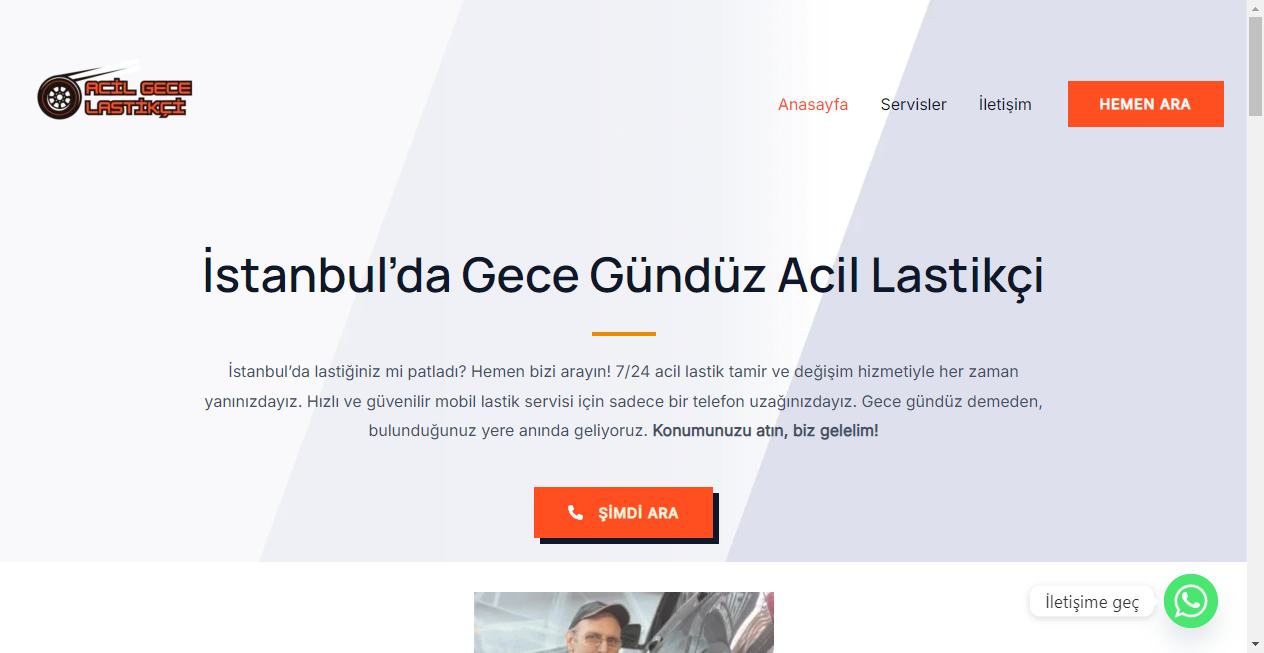 ACİL GECE
LASTİKÇİ
Anasayfa
Servisler
İletişim
HEMEN ARA
İstanbul’da Gece Gündüz Acil Lastikçi
İstanbul’da lastiğiniz mi patladı? Hemen bizi arayın! 7/24 acil lastik tamir ve değişim hizmetiyle her zaman
yanınızdayız. Hızlı ve güvenilir mobil lastik servisi için sadece bir telefon uzağınızdayız. Gece gündüz demeden,
bulunduğunuz yere anında geliyoruz. Konumunuzu atın, biz gelelim!
ŞİMDİ ARA
İletişime geç